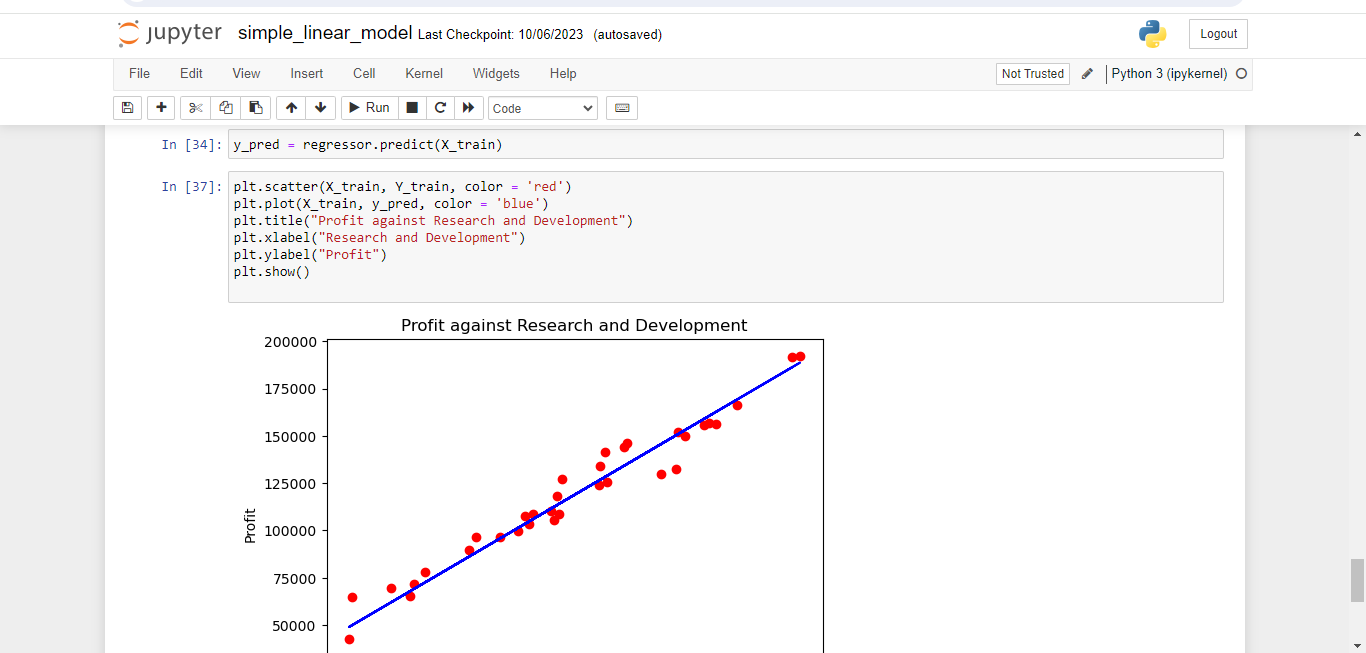 jupyter simple_linear_model Last Checkpoint: 10/06/2023 (autosaved)
Logout
File Edit View Insert Cell Kernel Widgets Help
Not Trusted
Python 3 (ipykernel)
Run
Code
In [34]: y_pred = regressor.predict(X_train)
In [37]: plt.scatter(X_train, Y_train, color = 'red')
plt.plot(X_train, y_pred, color = 'blue')
plt.title("Profit against Research and Development")
plt.xlabel("Research and Development")
plt.ylabel("Profit")
plt.show()
Profit against Research and Development
200000
175000
150000
125000
100000
75000
50000
Profit